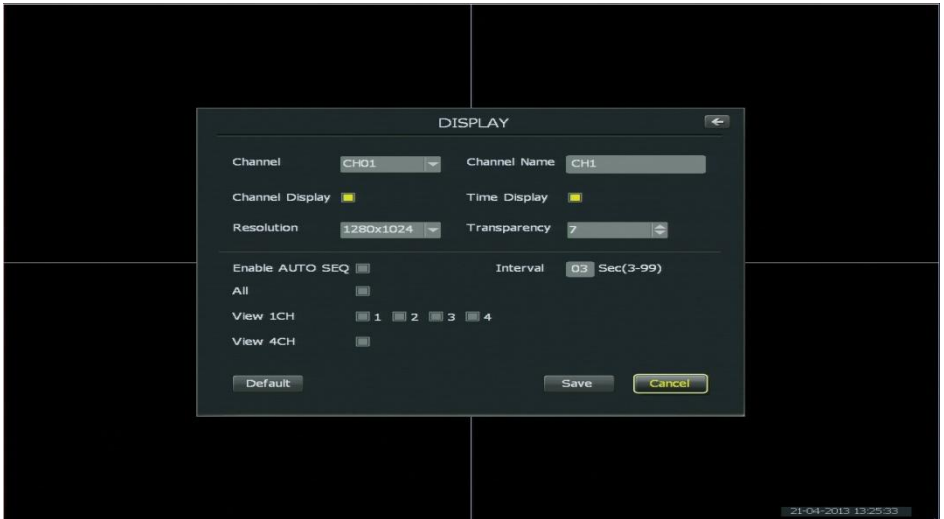 DISPLAY
Channel CH01 Channel Name CH1
Channel Display Time Display
Resolution 1280x1024 Transparency 7
Enable AUTO SEQ Interval 03 Sec(3-99)
All
View 1CH 1 2 3 4
View 4CH
Default Save Cancel
21-04-2013 13:25:33